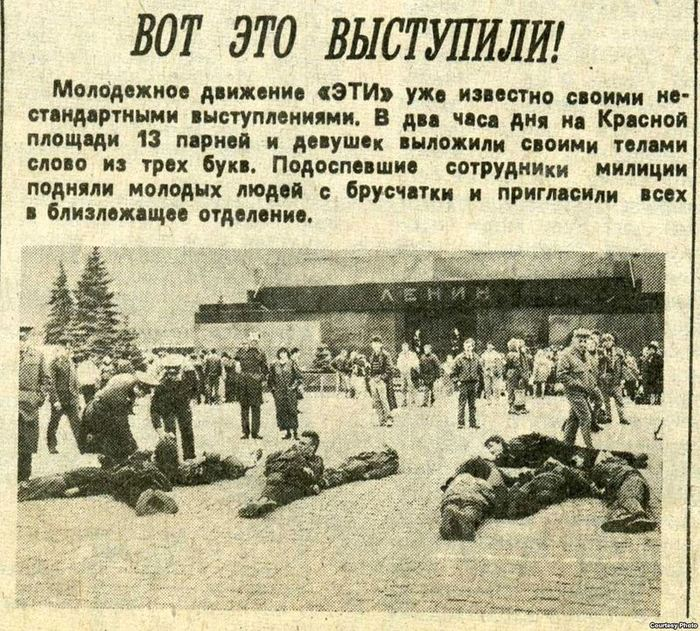 ВОТ ЭТО ВЫСТУПИЛИ!
Молодежное движение «ЭТИ» уже известно своими не-
стандартными выступлениями. В два часа дня на Красной
площади 13 парней и девушек выложили своими телами
слово из трех букв. Подоспевшие сотрудники милиции
подняли молодых людей с брусчатки и пригласили всех
в близлежащее отделение.
ЛЕНИН
Courtesy Photo